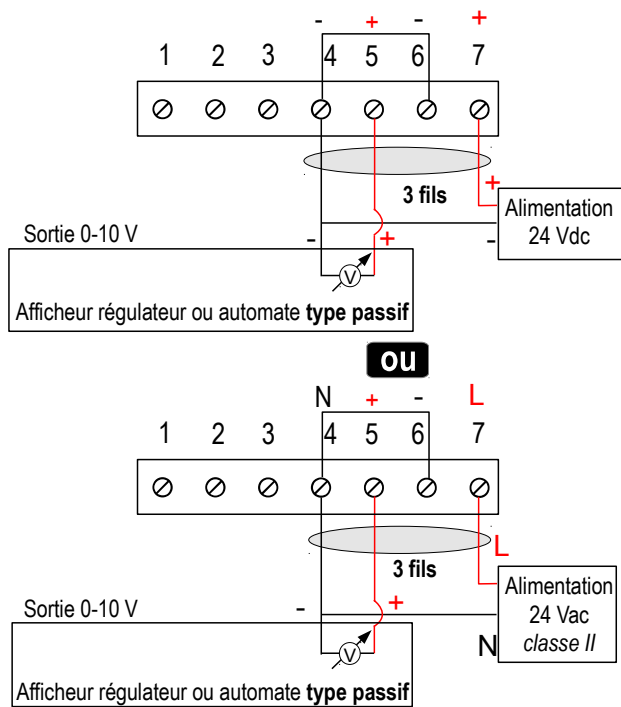 - + - +
1 2 3 4 5 6 7
3 fils
+
Alimentation
24 Vdc
-
Sortie 0-10 V
- +
V
Afficheur régulateur ou automate type passif
ou
N + - L
1 2 3 4 5 6 7
L
3 fils
Alimentation
24 Vac
classe II
N
Sortie 0-10 V
- +
V
Afficheur régulateur ou automate type passif